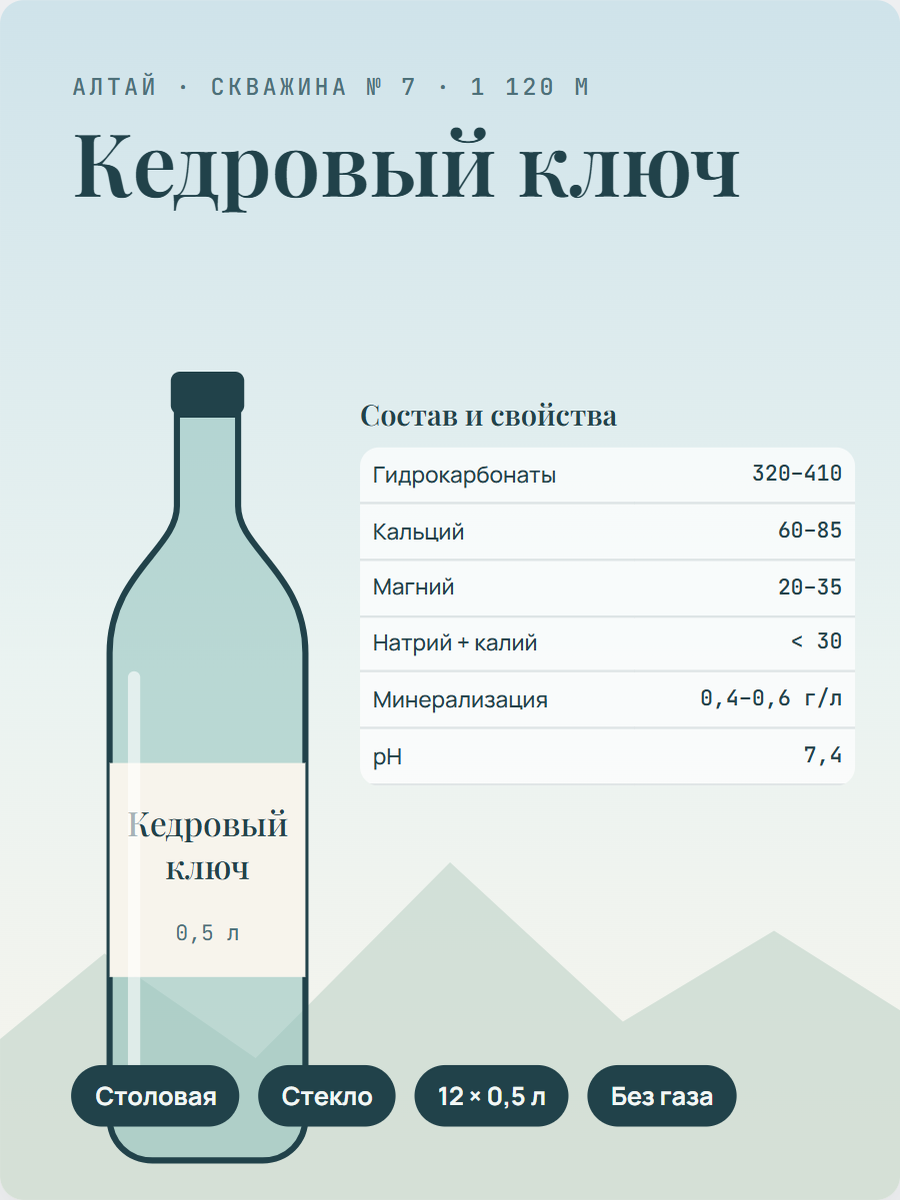 АЛТАЙ · СКВАЖИНА № 7 · 1 120 М
Кедровый ключ
Состав и свойства
Гидрокарбонаты 320–410
Кальций 60–85
Магний 20–35
Натрий + калий < 30
Минерализация 0,4–0,6 г/л
pH 7,4
Кедровый
ключ
0,5 л
Столовая Стекло 12 × 0,5 л Без газа